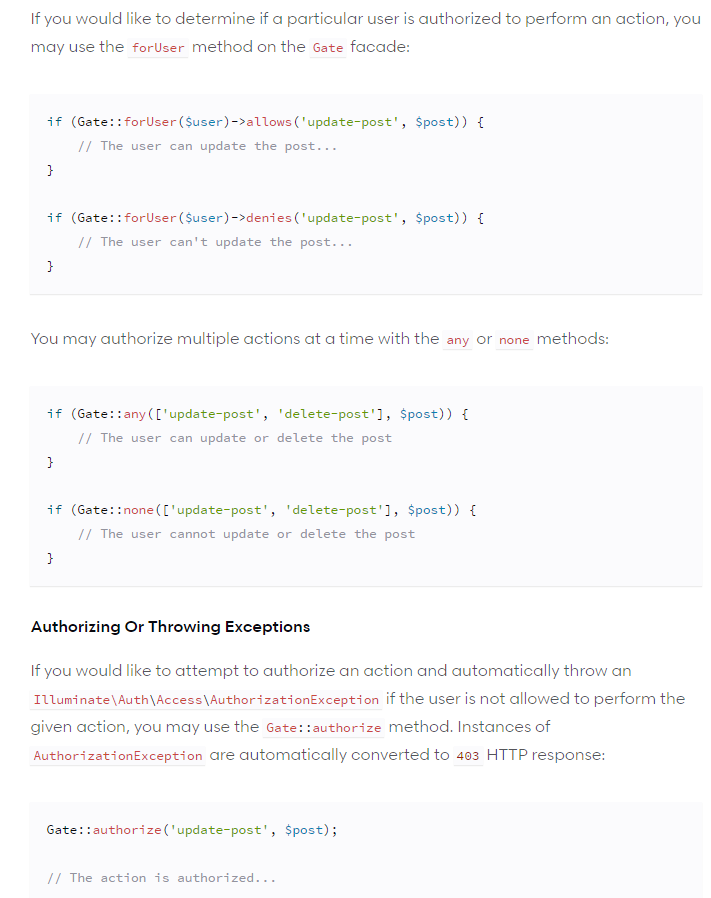 If you would like to determine if a particular user is authorized to perform an action, you
may use the forUser method on the Gate facade:
if (Gate::forUser($user)->allows('update-post', $post)) {
    // The user can update the post...
}
if (Gate::forUser($user)->denies('update-post', $post)) {
    // The user can't update the post...
}
You may authorize multiple actions at a time with the any or none methods:
if (Gate::any(['update-post', 'delete-post'], $post)) {
    // The user can update or delete the post
}
if (Gate::none(['update-post', 'delete-post'], $post)) {
    // The user cannot update or delete the post
}
Authorizing Or Throwing Exceptions
If you would like to attempt to authorize an action and automatically throw an
Illuminate\Auth\Access\AuthorizationException if the user is not allowed to perform the
given action, you may use the Gate::authorize method. Instances of
AuthorizationException are automatically converted to 403 HTTP response:
Gate::authorize('update-post', $post);
// The action is authorized...